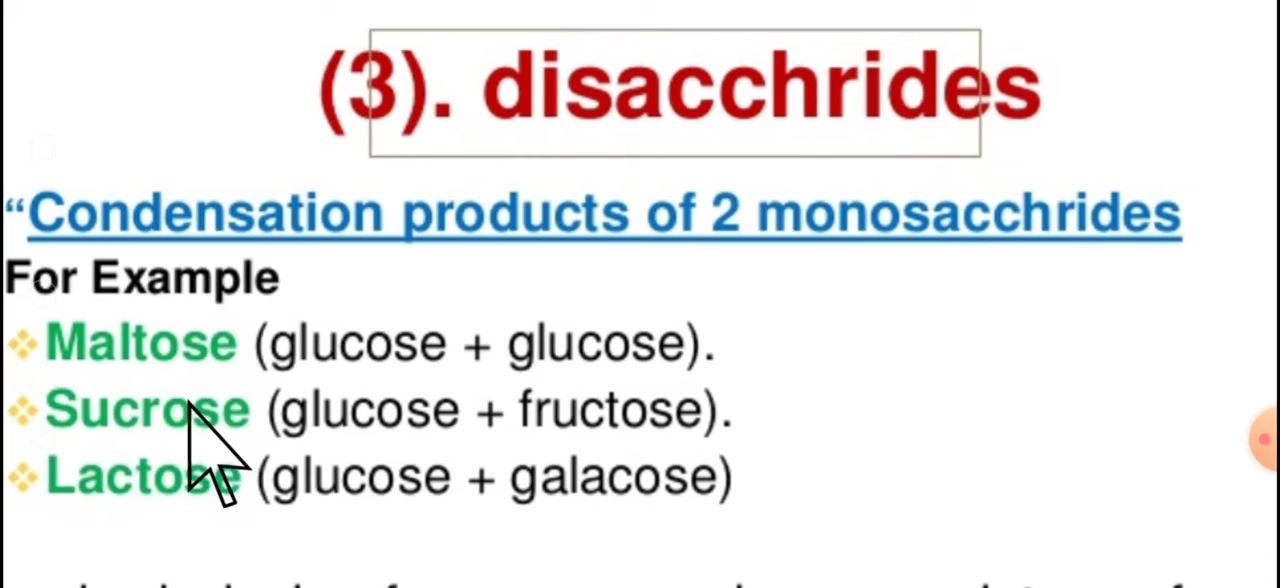 (3). disacchrides
“Condensation products of 2 monosacchrides
For Example
Maltose (glucose + glucose).
Sucrose (glucose + fructose).
Lactose (glucose + galacose)